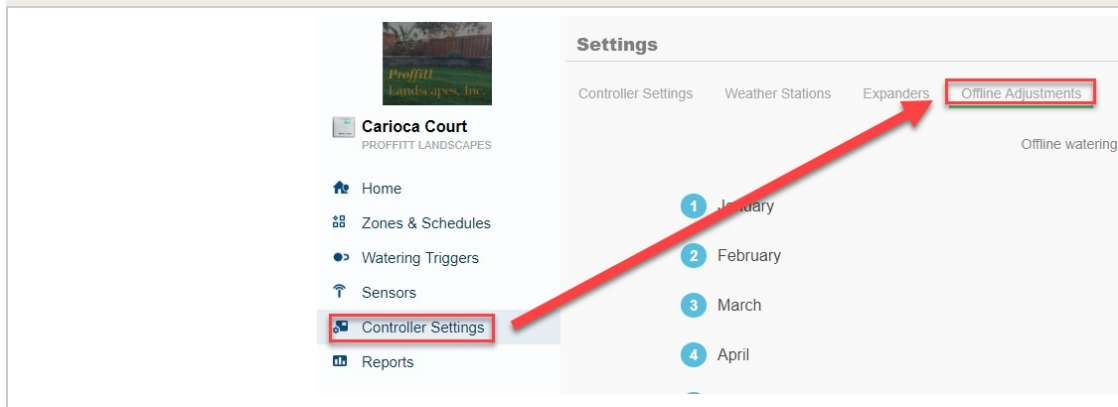 Proffitt
Landscapes, Inc.
Carioca Court
PROFFITT LANDSCAPES
Home
Zones & Schedules
Watering Triggers
Sensors
Controller Settings
Reports
Settings
Controller Settings Weather Stations Expanders Offline Adjustments
Offline watering
1 January
2 February
3 March
4 April